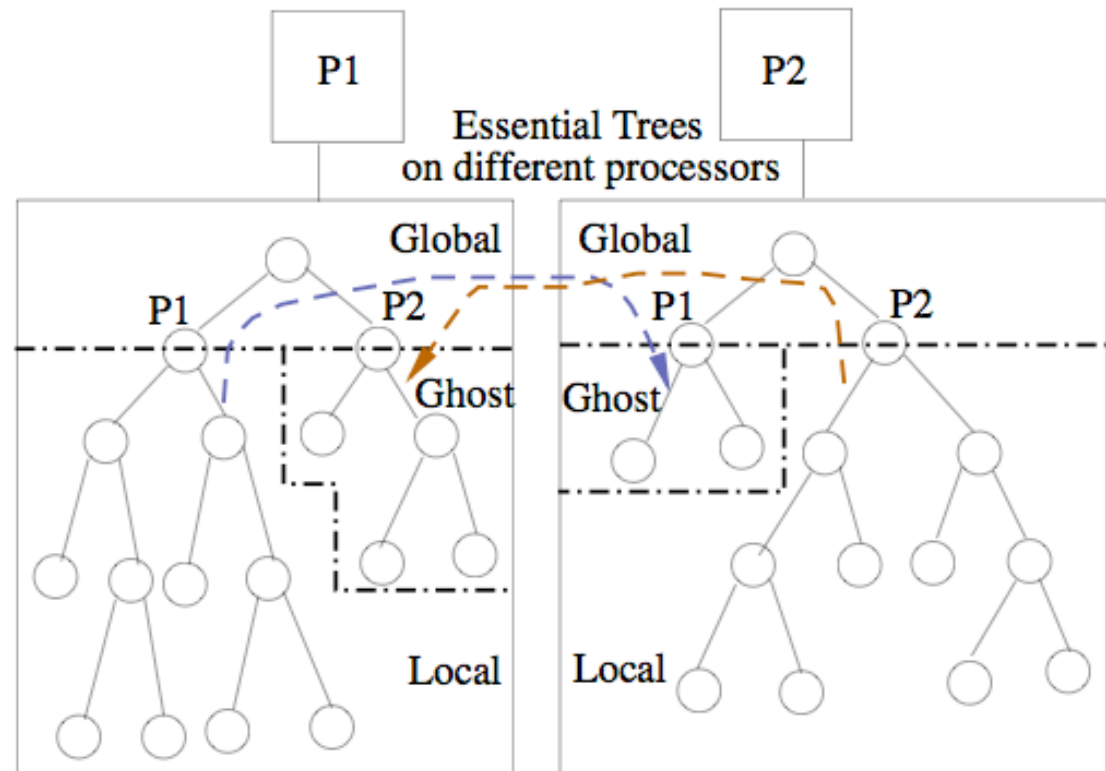 P1
P2
Essential Trees
on different processors
Global
Global
P1
P2
P1
P2
Ghost
Ghost
Local
Local